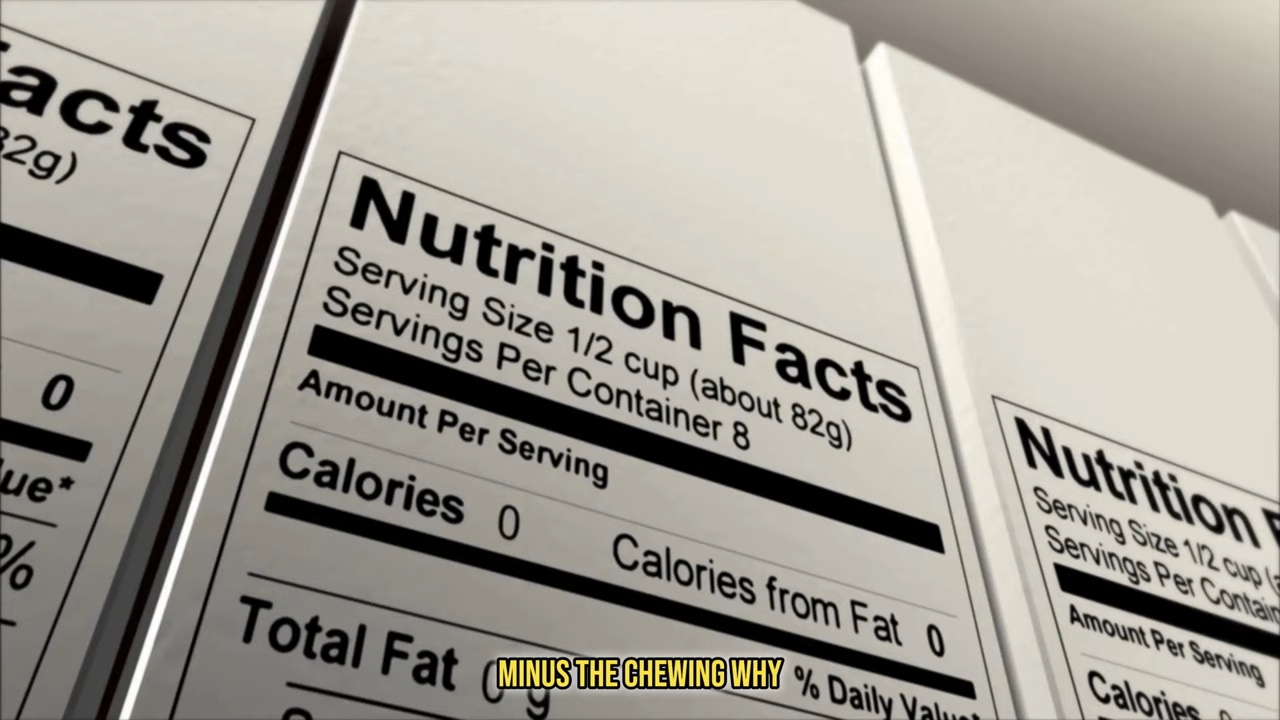 acts
82g)
0
ue*
%
Nutrition Facts
Serving Size 1/2 cup (about 82g)
Servings Per Container 8
Amount Per Serving
Calories 0 Calories from Fat 0
% Daily Value*
Total Fat 0 g
Nutrition F
Serving Size 1/2 cup (
Servings Per Contain
Amount Per Serving
Calories
MINUS THE CHEWING WHY